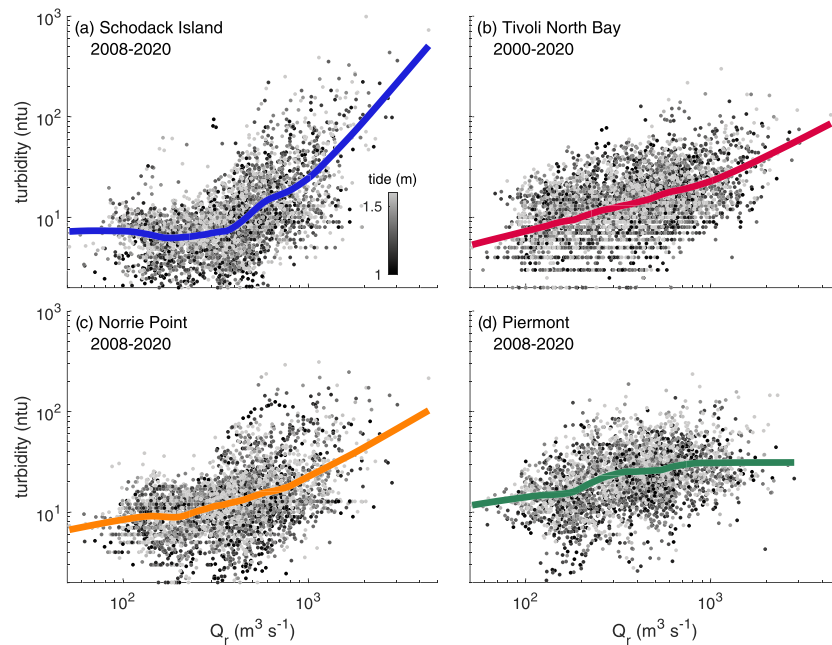 (a) Schodack Island
2008-2020
(b) Tivoli North Bay
2000-2020
10³
10²
10¹
turbidity (ntu)
tide (m)
1.5
1
(c) Norrie Point
2008-2020
(d) Piermont
2008-2020
10³
10²
10¹
turbidity (ntu)
10²
10³
10²
10³
Qᵣ (m³ s⁻¹)
Qᵣ (m³ s⁻¹)